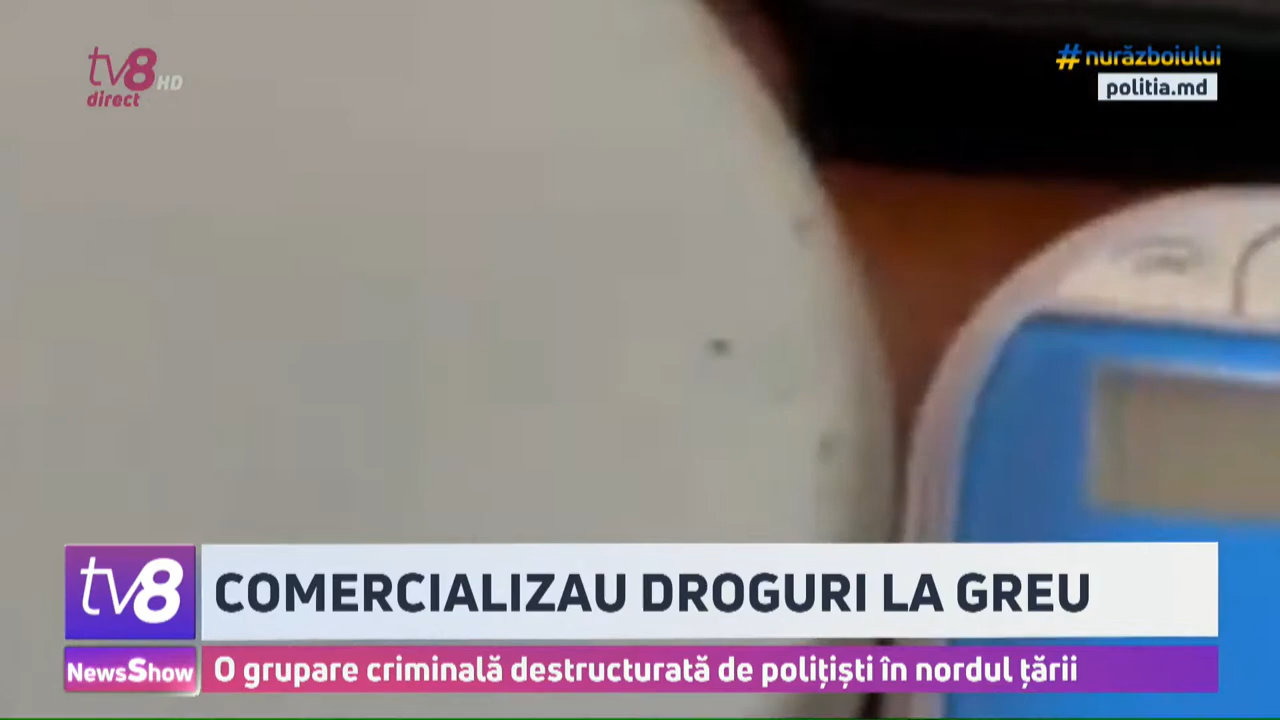 tv8 HD
direct
#nurăzboiului
politia.md
tv8
COMERCIALIZAU DROGURI LA GREU
NewsShow
O grupare criminală destructurată de polițiști în nordul țării